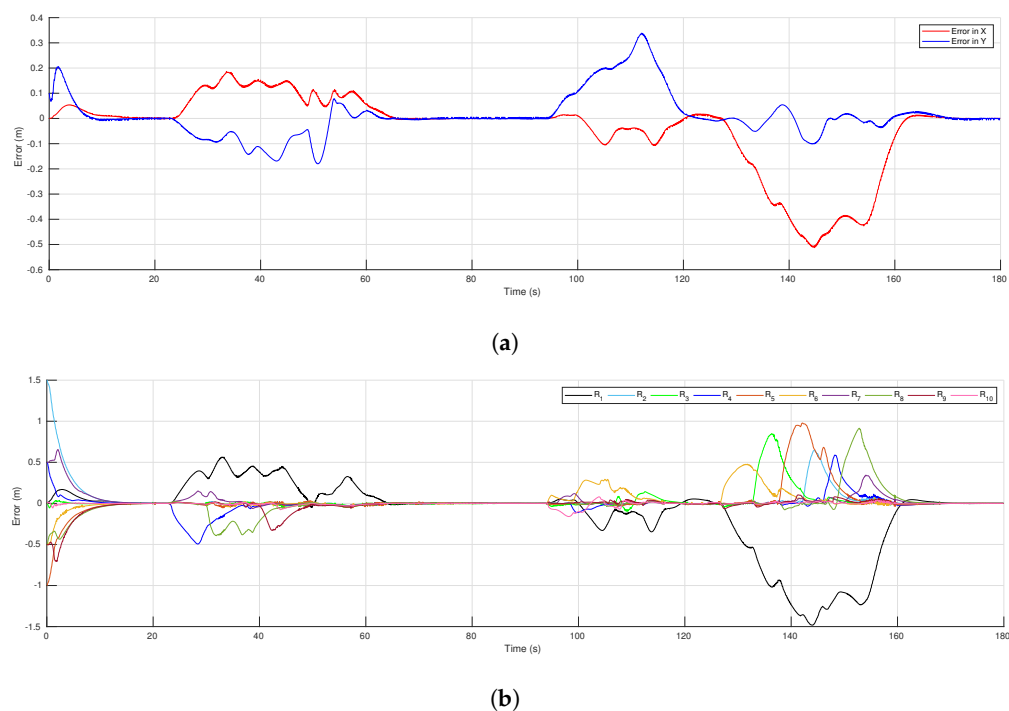 0.4
0.3
0.2
0.1
0
-0.1
-0.2
-0.3
-0.4
-0.5
-0.6
Error (m)
Error in X
Error in Y
0 20 40 60 80 100 120 140 160 180
Time (s)
(a)
1.5
1
0.5
0
-0.5
-1
-1.5
Error (m)
R1 R2 R3 R4 R5 R6 R7 R8 R9 R10
0 20 40 60 80 100 120 140 160 180
Time (s)
(b)